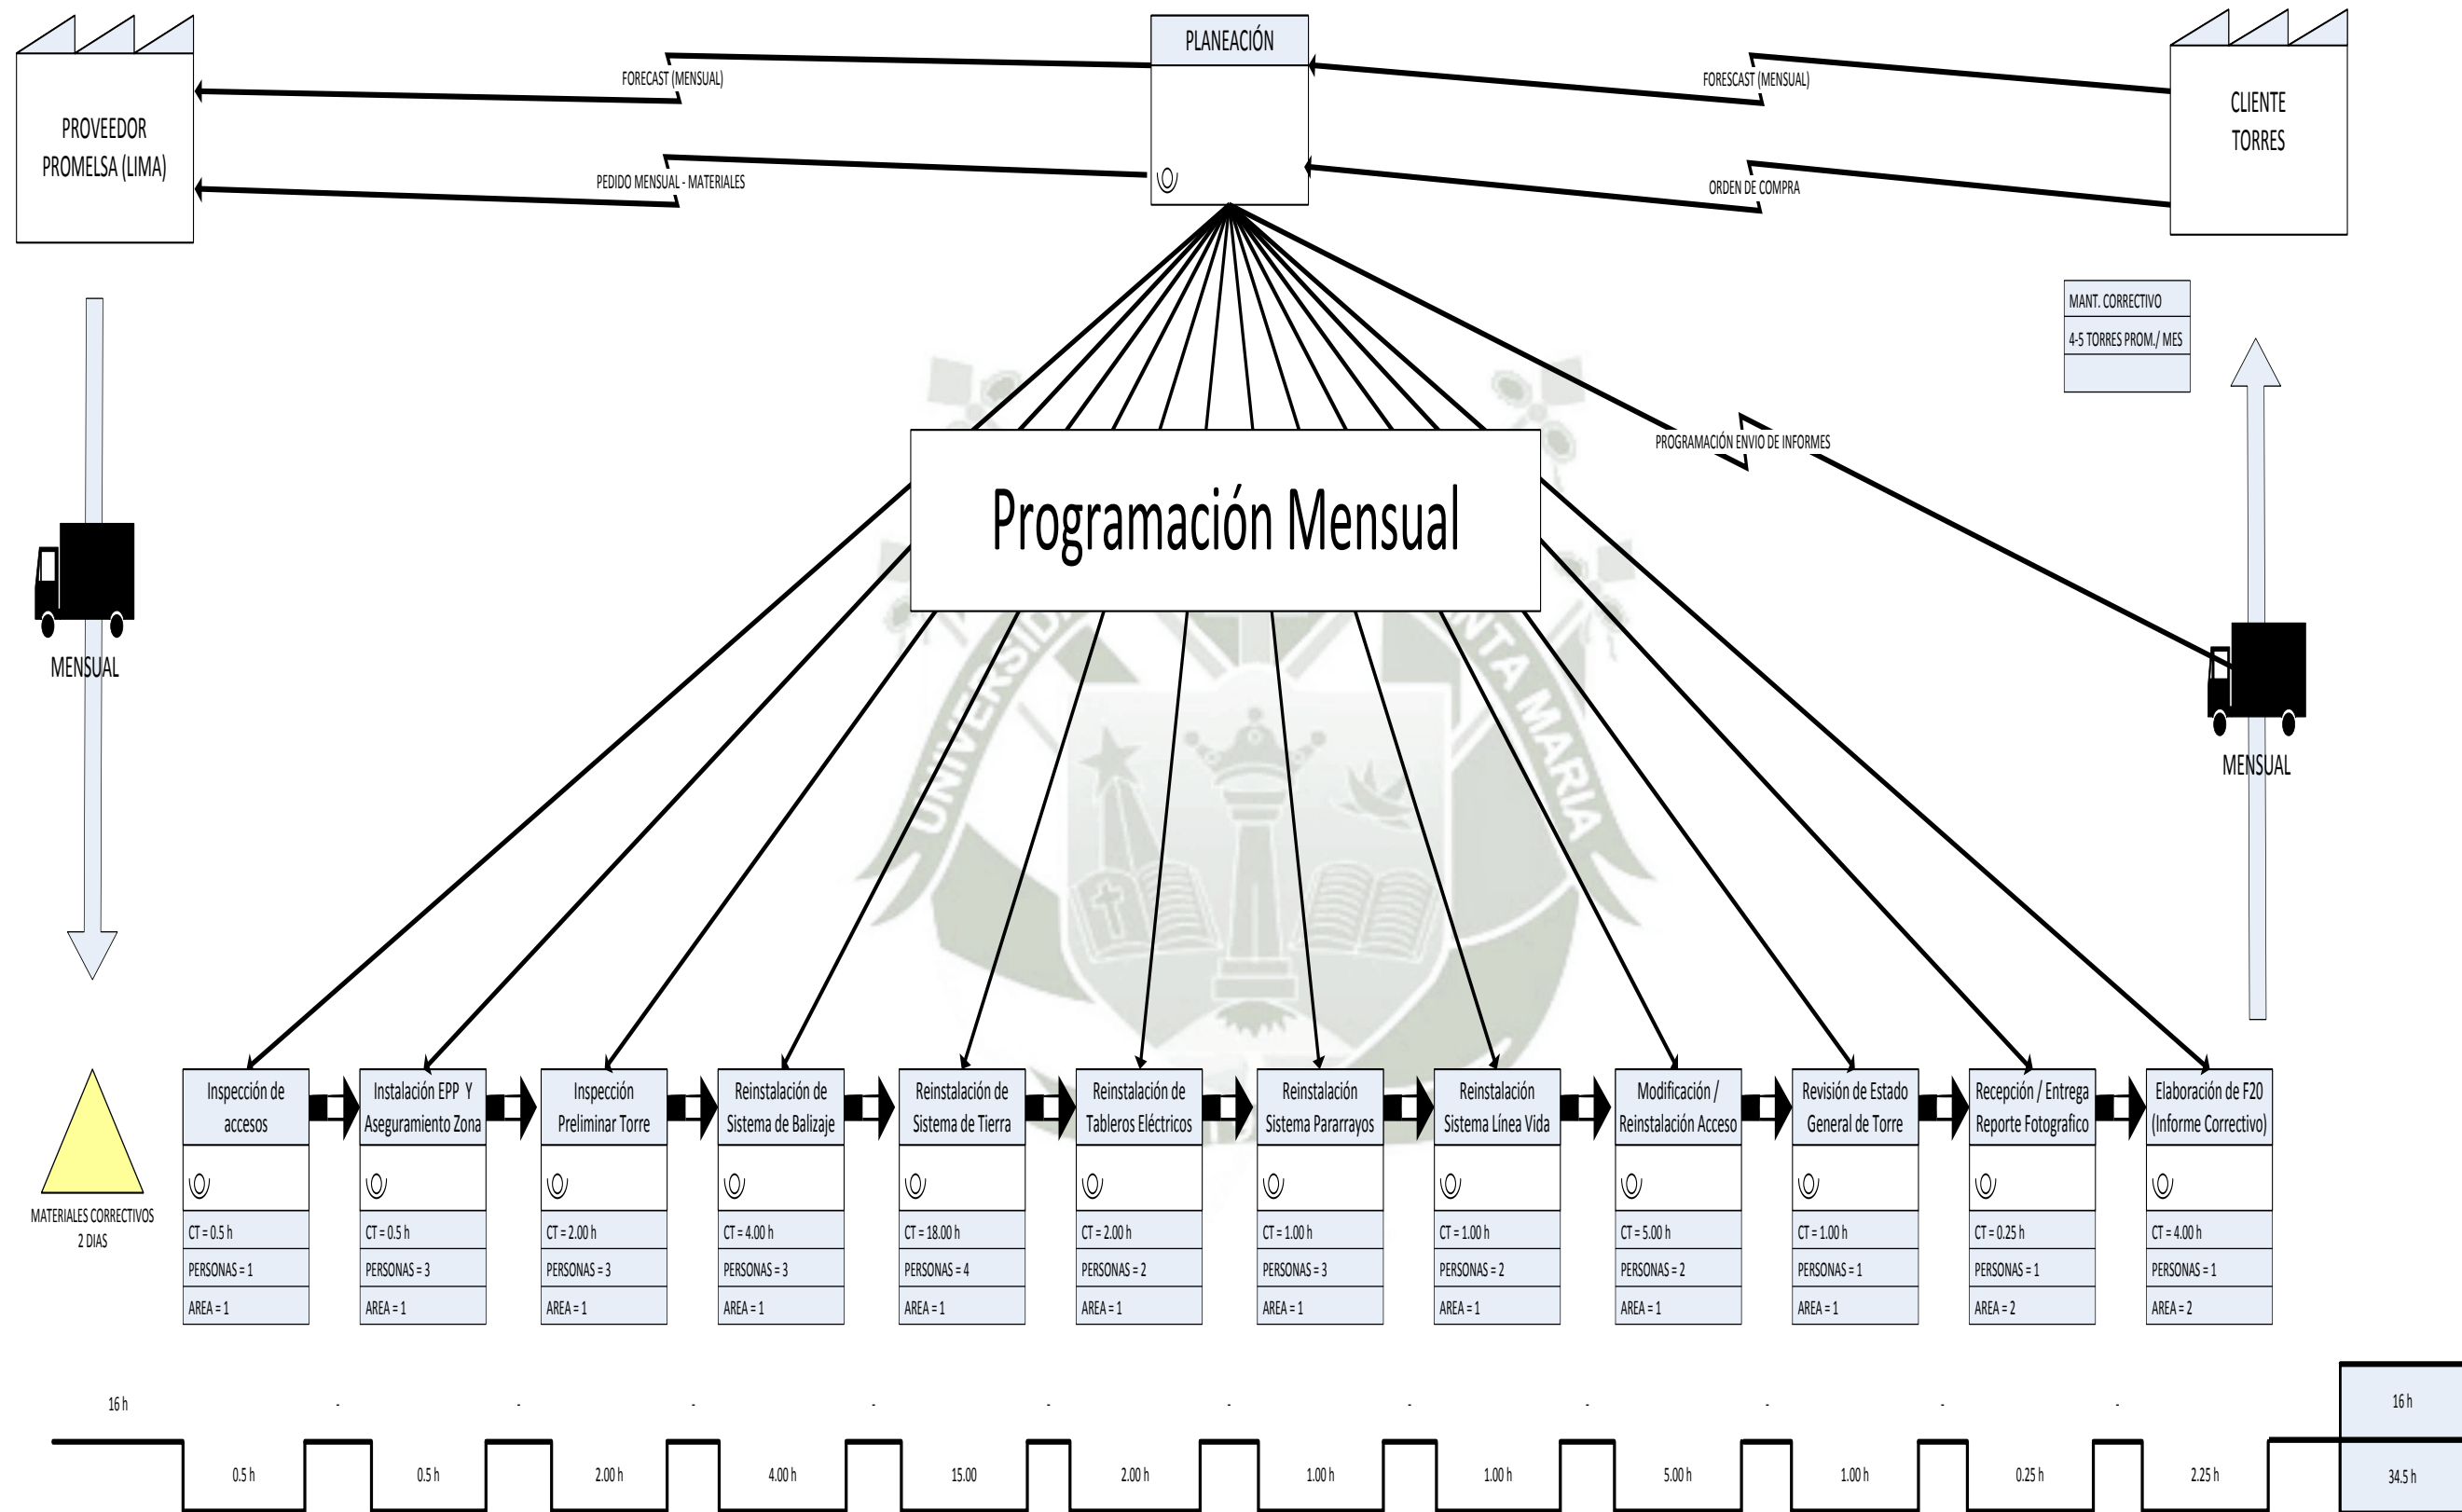 PLANEACIÓN
FORECAST (MENSUAL)
FORESCAST (MENSUAL)
PROVEEDOR
PROMELSA (LIMA)
CLIENTE
TORRES
PEDIDO MENSUAL - MATERIALES
ORDEN DE COMPRA
MANT. CORRECTIVO
4-5 TORRES PROM./ MES
PROGRAMACIÓN ENVIO DE INFORMES
Programación Mensual
MENSUAL
MENSUAL
MATERIALES CORRECTIVOS
2 DIAS
Inspección de
accesos
CT = 0.5 h
PERSONAS = 1
AREA = 1
Instalación EPP Y
Aseguramiento Zona
CT = 0.5 h
PERSONAS = 3
AREA = 1
Inspección
Preliminar Torre
CT = 2.00 h
PERSONAS = 3
AREA = 1
Reinstalación de
Sistema de Balizaje
CT = 4.00 h
PERSONAS = 3
AREA = 1
Reinstalación de
Sistema de Tierra
CT = 18.00 h
PERSONAS = 4
AREA = 1
Reinstalación de
Tableros Eléctricos
CT = 2.00 h
PERSONAS = 2
AREA = 1
Reinstalación
Sistema Pararrayos
CT = 1.00 h
PERSONAS = 3
AREA = 1
Reinstalación
Sistema Línea Vida
CT = 1.00 h
PERSONAS = 2
AREA = 1
Modificación /
Reinstalación Acceso
CT = 5.00 h
PERSONAS = 2
AREA = 1
Revisión de Estado
General de Torre
CT = 1.00 h
PERSONAS = 1
AREA = 1
Recepción / Entrega
Reporte Fotografico
CT = 0.25 h
PERSONAS = 1
AREA = 2
Elaboración de F20
(Informe Correctivo)
CT = 4.00 h
PERSONAS = 1
AREA = 2
16 h - - - - - - - - - - - 16 h
0.5 h 0.5 h 2.00 h 4.00 h 15.00 2.00 h 1.00 h 1.00 h 5.00 h 1.00 h 0.25 h 2.25 h 34.5 h